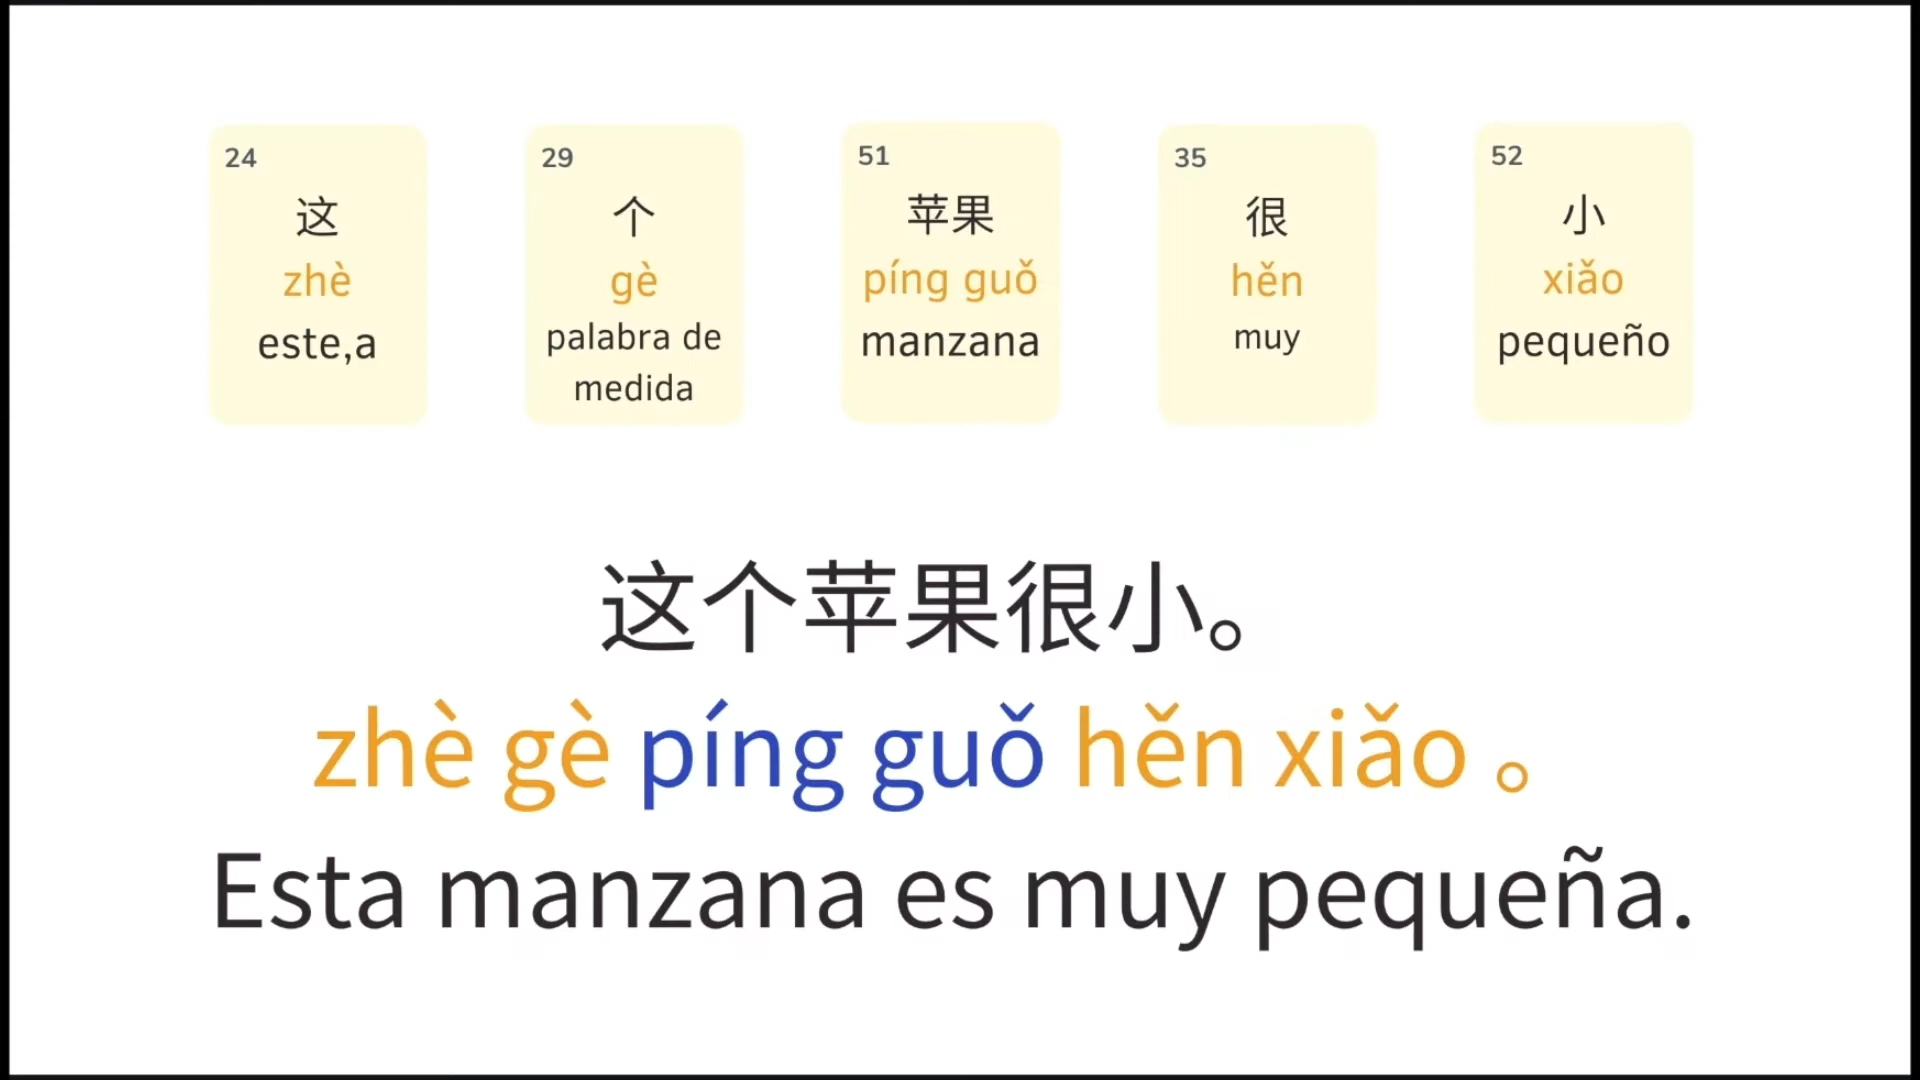 24
这
zhè
este,a
29
个
gè
palabra de
medida
51
苹果
píng guǒ
manzana
35
很
hěn
muy
52
小
xiǎo
pequeño
这个苹果很小。
zhè gè píng guǒ hěn xiǎo 。
Esta manzana es muy pequeña.